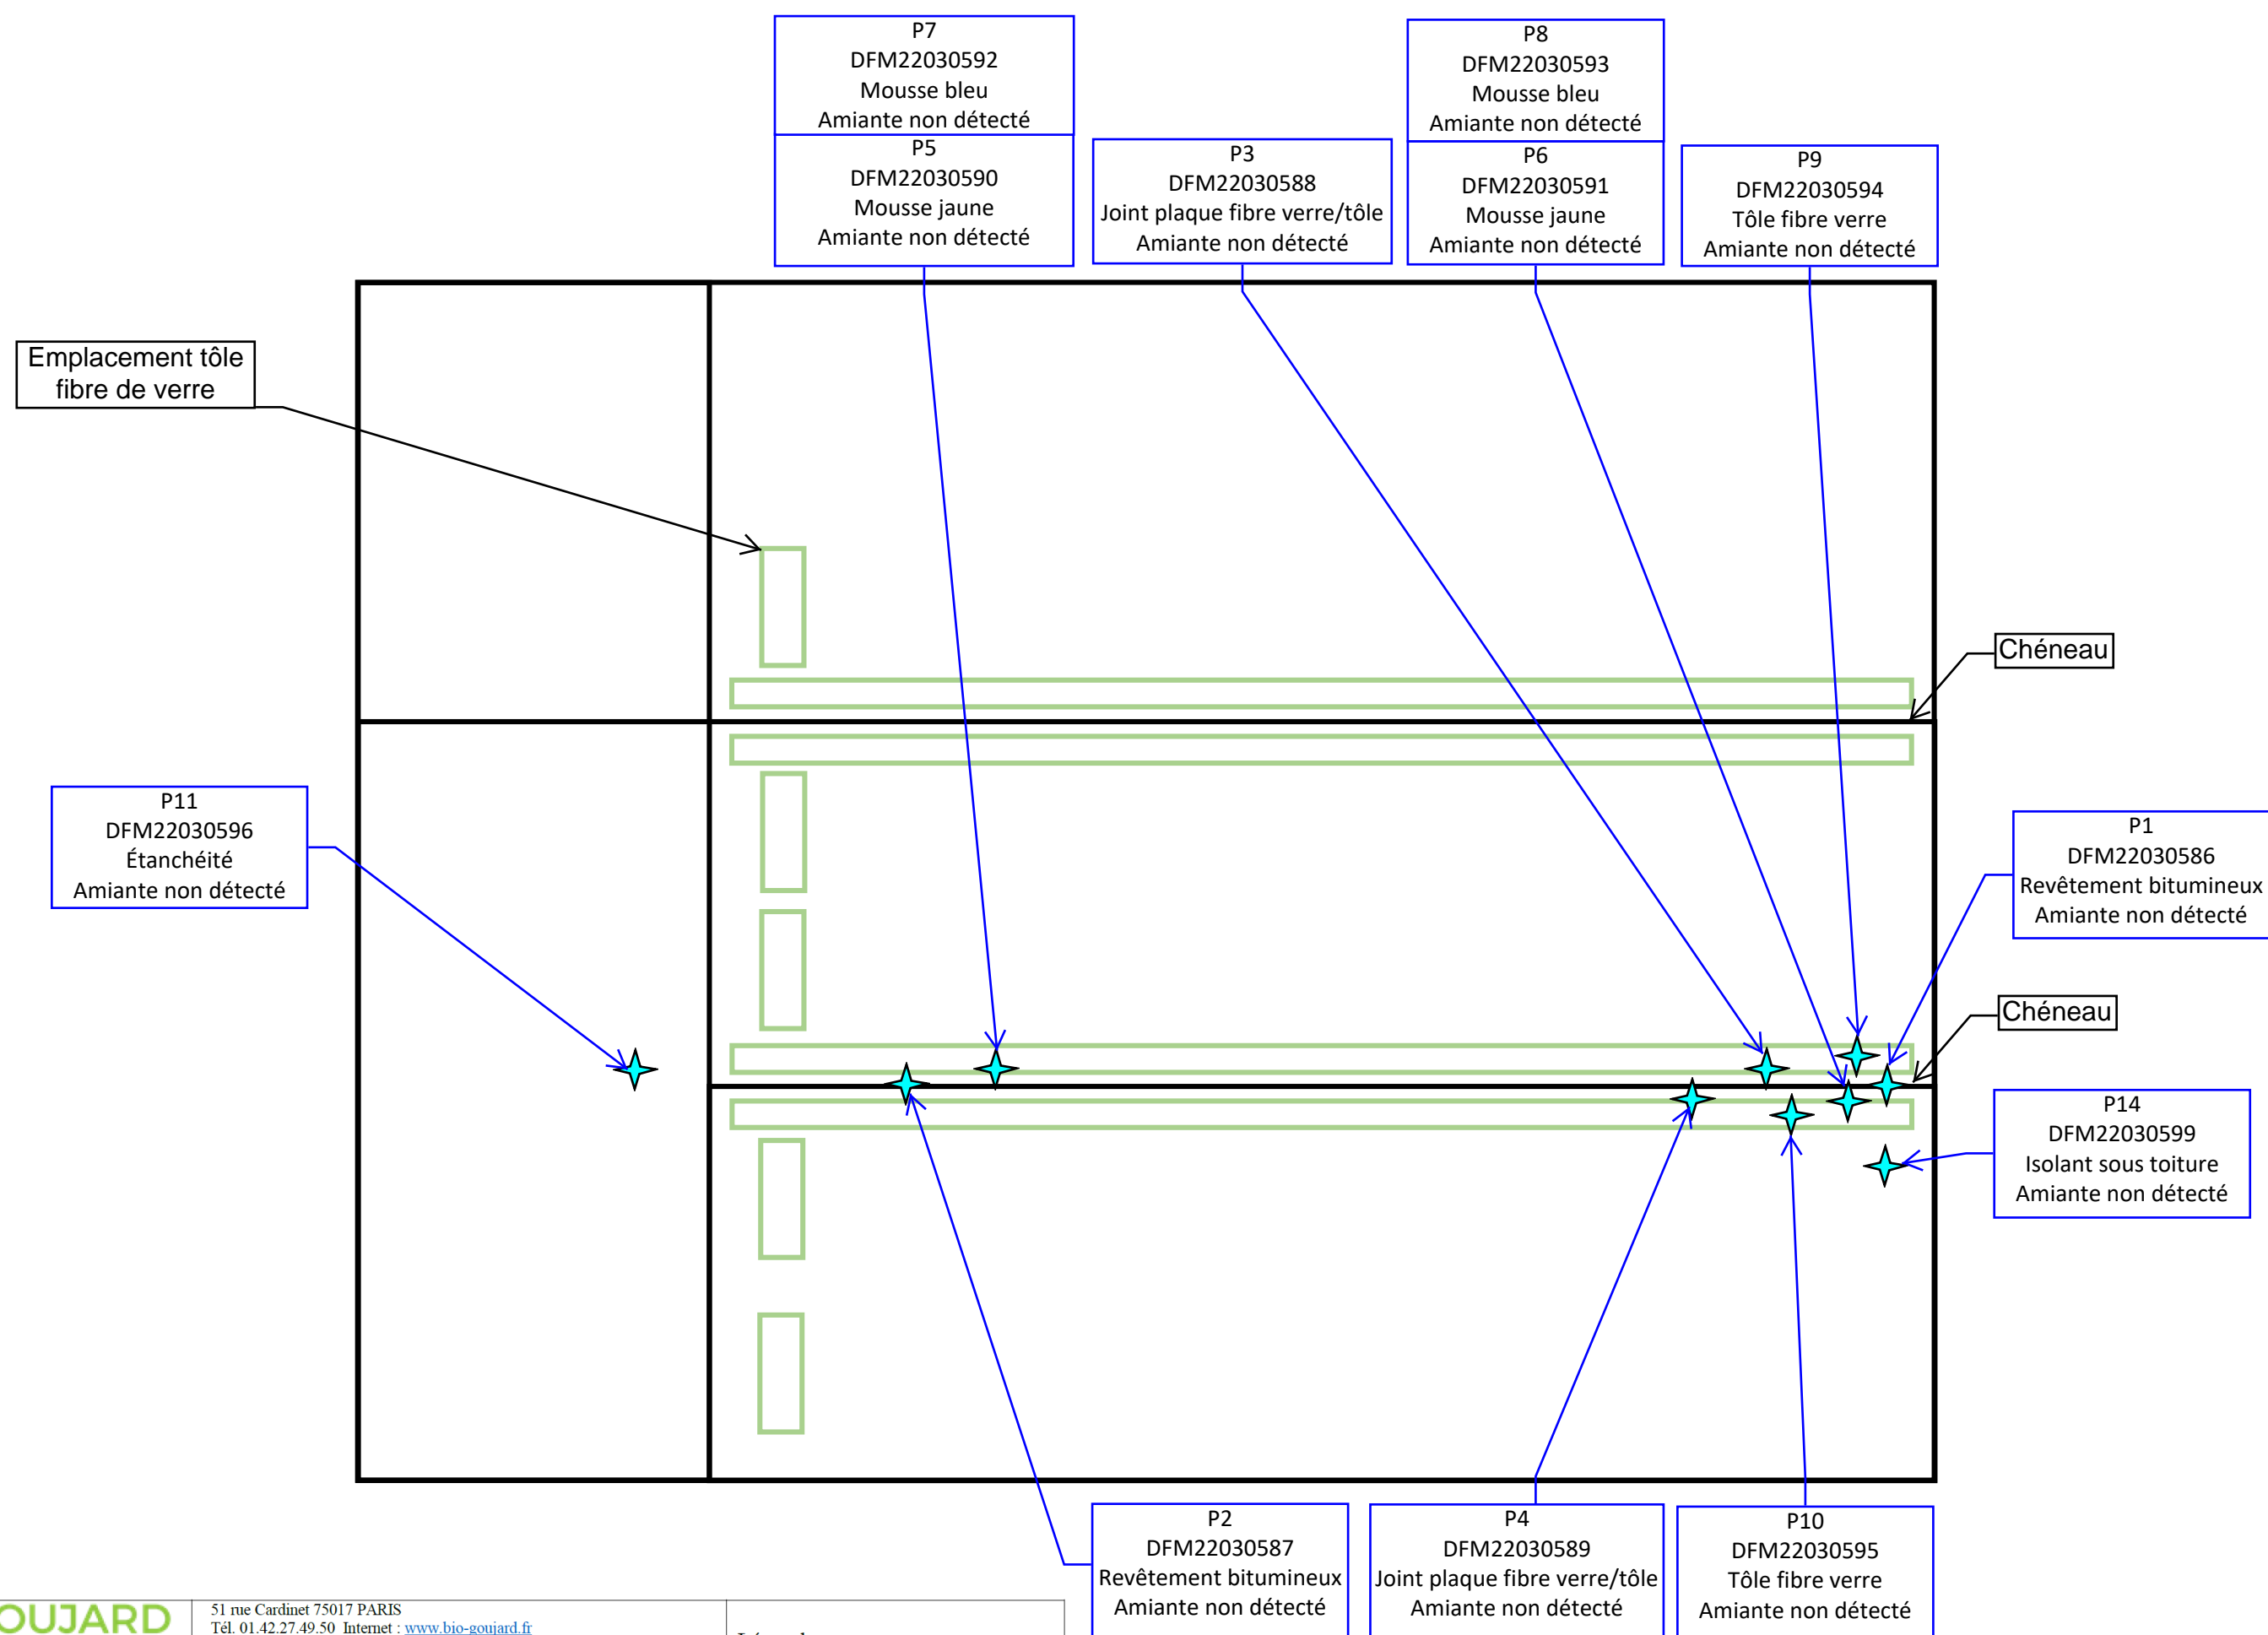 P7
DFM22030592
Mousse bleu
Amiante non détecté
P5
DFM22030590
Mousse jaune
Amiante non détecté
P3
DFM22030588
Joint plaque fibre verre/tôle
Amiante non détecté
P8
DFM22030593
Mousse bleu
Amiante non détecté
P6
DFM22030591
Mousse jaune
Amiante non détecté
P9
DFM22030594
Tôle fibre verre
Amiante non détecté
Emplacement tôle
fibre de verre
Chéneau
P11
DFM22030596
Étanchéité
Amiante non détecté
P1
DFM22030586
Revêtement bitumineux
Amiante non détecté
Chéneau
P14
DFM22030599
Isolant sous toiture
Amiante non détecté
P2
DFM22030587
Revêtement bitumineux
Amiante non détecté
P4
DFM22030589
Joint plaque fibre verre/tôle
Amiante non détecté
P10
DFM22030595
Tôle fibre verre
Amiante non détecté
OUJARD
51 rue Cardinet 75017 PARIS
Tél. 01.42.27.49.50 Internet : www.bio-goujard.fr